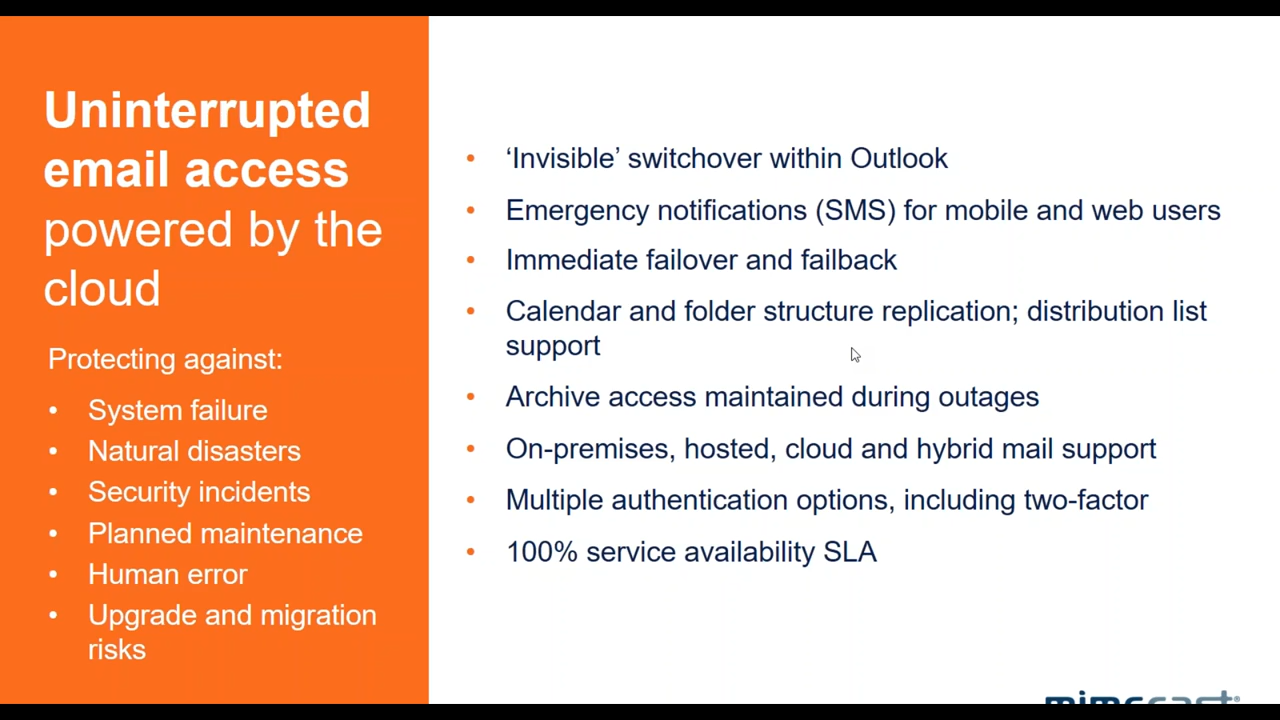 Uninterrupted
email access
powered by the
cloud
Protecting against:
• System failure
• Natural disasters
• Security incidents
• Planned maintenance
• Human error
• Upgrade and migration
risks
• ‘Invisible’ switchover within Outlook
• Emergency notifications (SMS) for mobile and web users
• Immediate failover and failback
• Calendar and folder structure replication; distribution list
support
• Archive access maintained during outages
• On-premises, hosted, cloud and hybrid mail support
• Multiple authentication options, including two-factor
• 100% service availability SLA
mimecast®